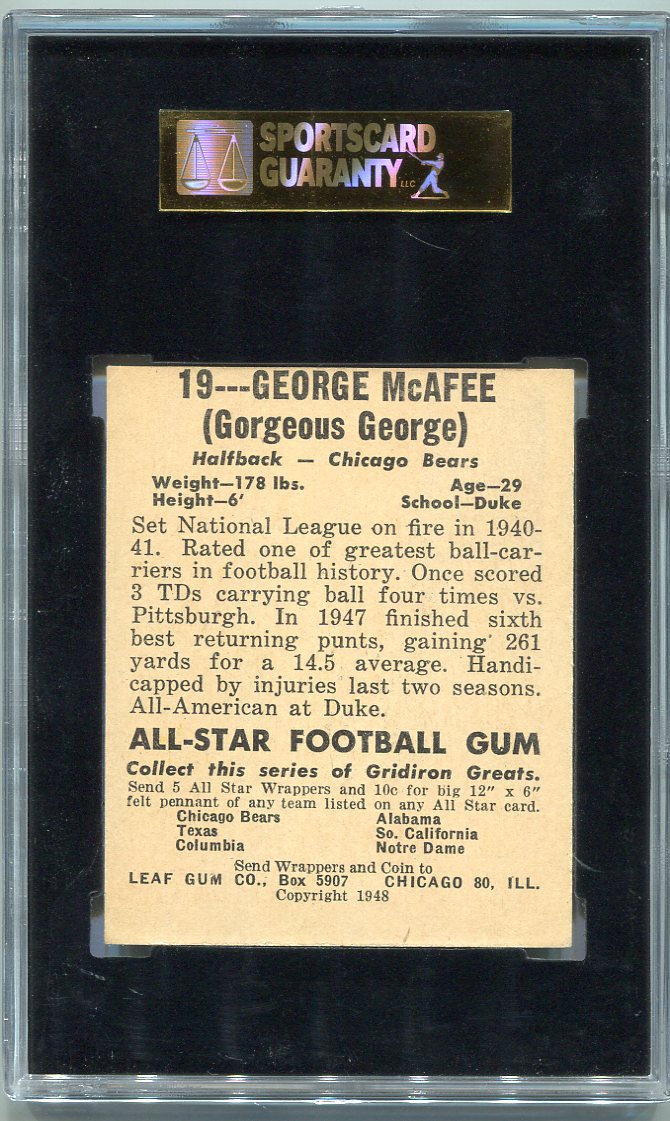 SPORTSCARD
GUARANTY LLC
19---GEORGE McAFEE
(Gorgeous George)
Halfback — Chicago Bears
Weight—178 lbs. Age—29
Height—6' School—Duke
Set National League on fire in 1940-
41. Rated one of greatest ball-car-
riers in football history. Once scored
3 TDs carrying ball four times vs.
Pittsburgh. In 1947 finished sixth
best returning punts, gaining 261
yards for a 14.5 average. Handi-
capped by injuries last two seasons.
All-American at Duke.
ALL-STAR FOOTBALL GUM
Collect this series of Gridiron Greats.
Send 5 All Star Wrappers and 10c for big 12" x 6"
felt pennant of any team listed on any All Star card.
Chicago Bears Alabama
Texas So. California
Columbia Notre Dame
Send Wrappers and Coin to
LEAF GUM CO., Box 5907 CHICAGO 80, ILL.
Copyright 1948